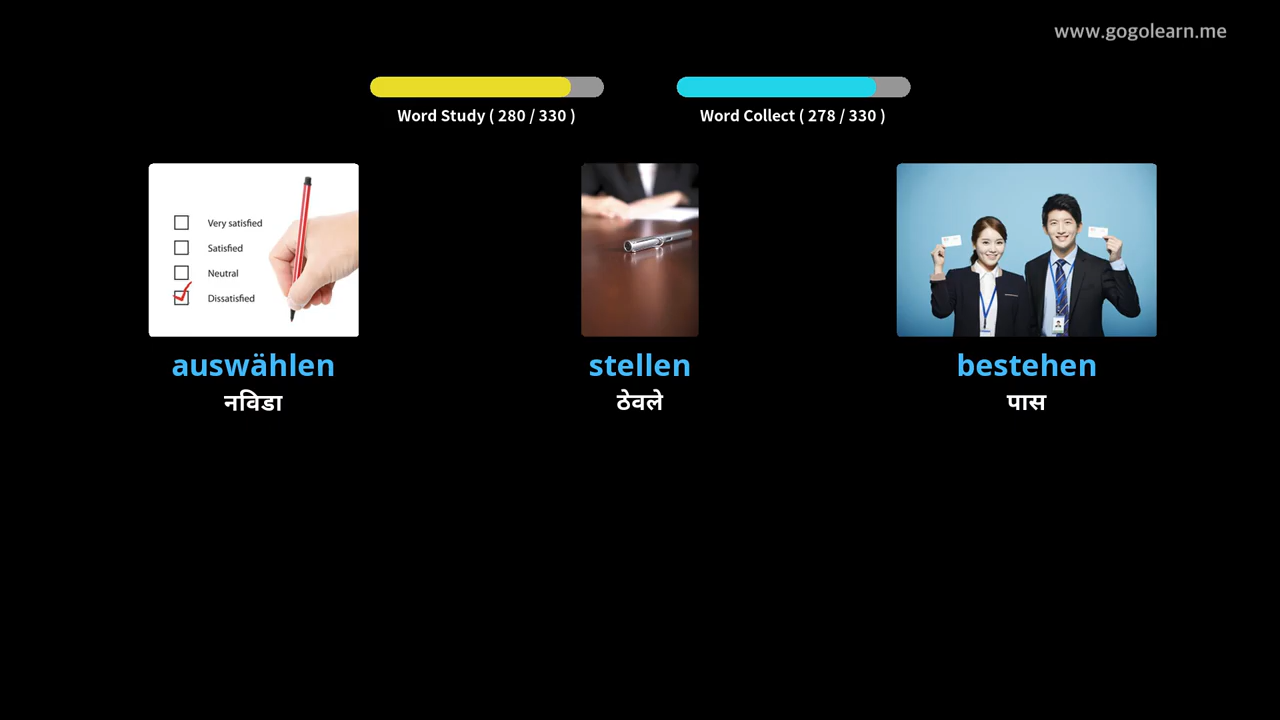 www.gogolearn.me
Word Study ( 280 / 330 )
Word Collect ( 278 / 330 )
Very satisfied
Satisfied
Neutral
Dissatisfied
auswählen
stellen
bestehen
नविडा
ठेवले
पास